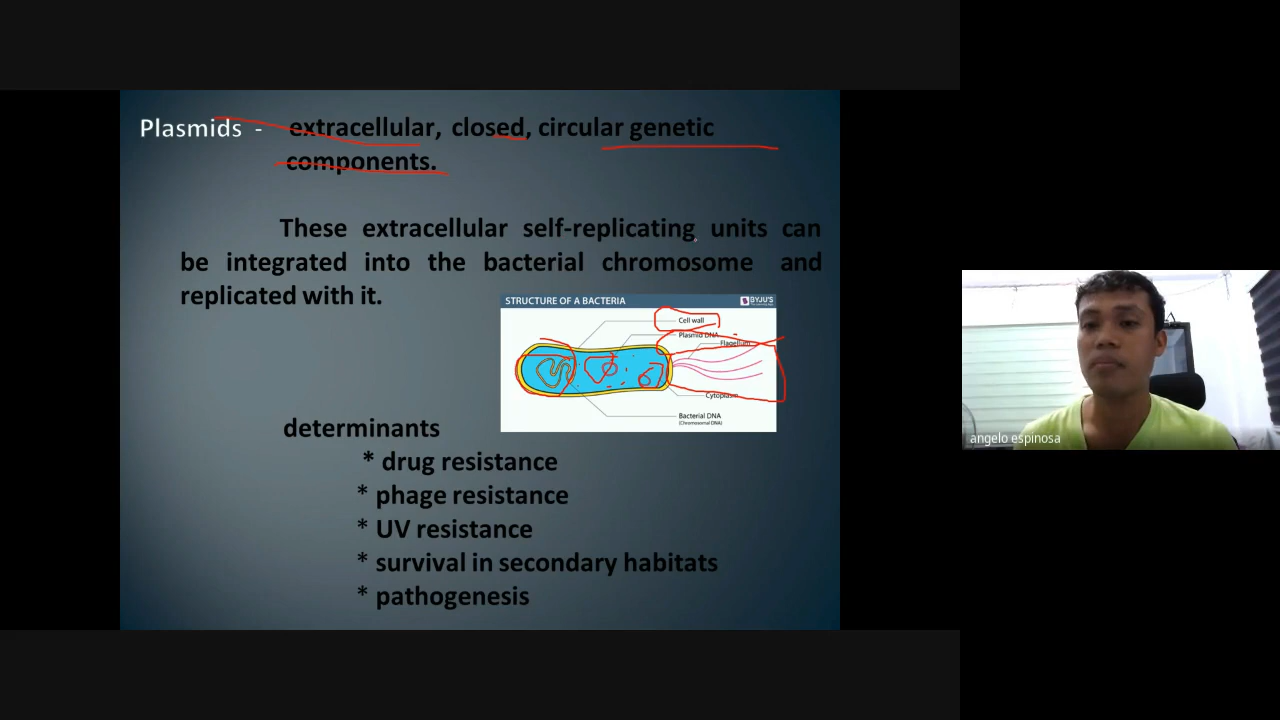 Plasmids - extracellular, closed, circular genetic
components.
These extracellular self-replicating units can
be integrated into the bacterial chromosome and
replicated with it.
STRUCTURE OF A BACTERIA
BYJU'S
Cell wall
Plasmid DNA
Flagellum
Cytoplasm
Bacterial DNA
(Chromosomal DNA)
determinants
* drug resistance
* phage resistance
* UV resistance
* survival in secondary habitats
* pathogenesis
angelo espinosa